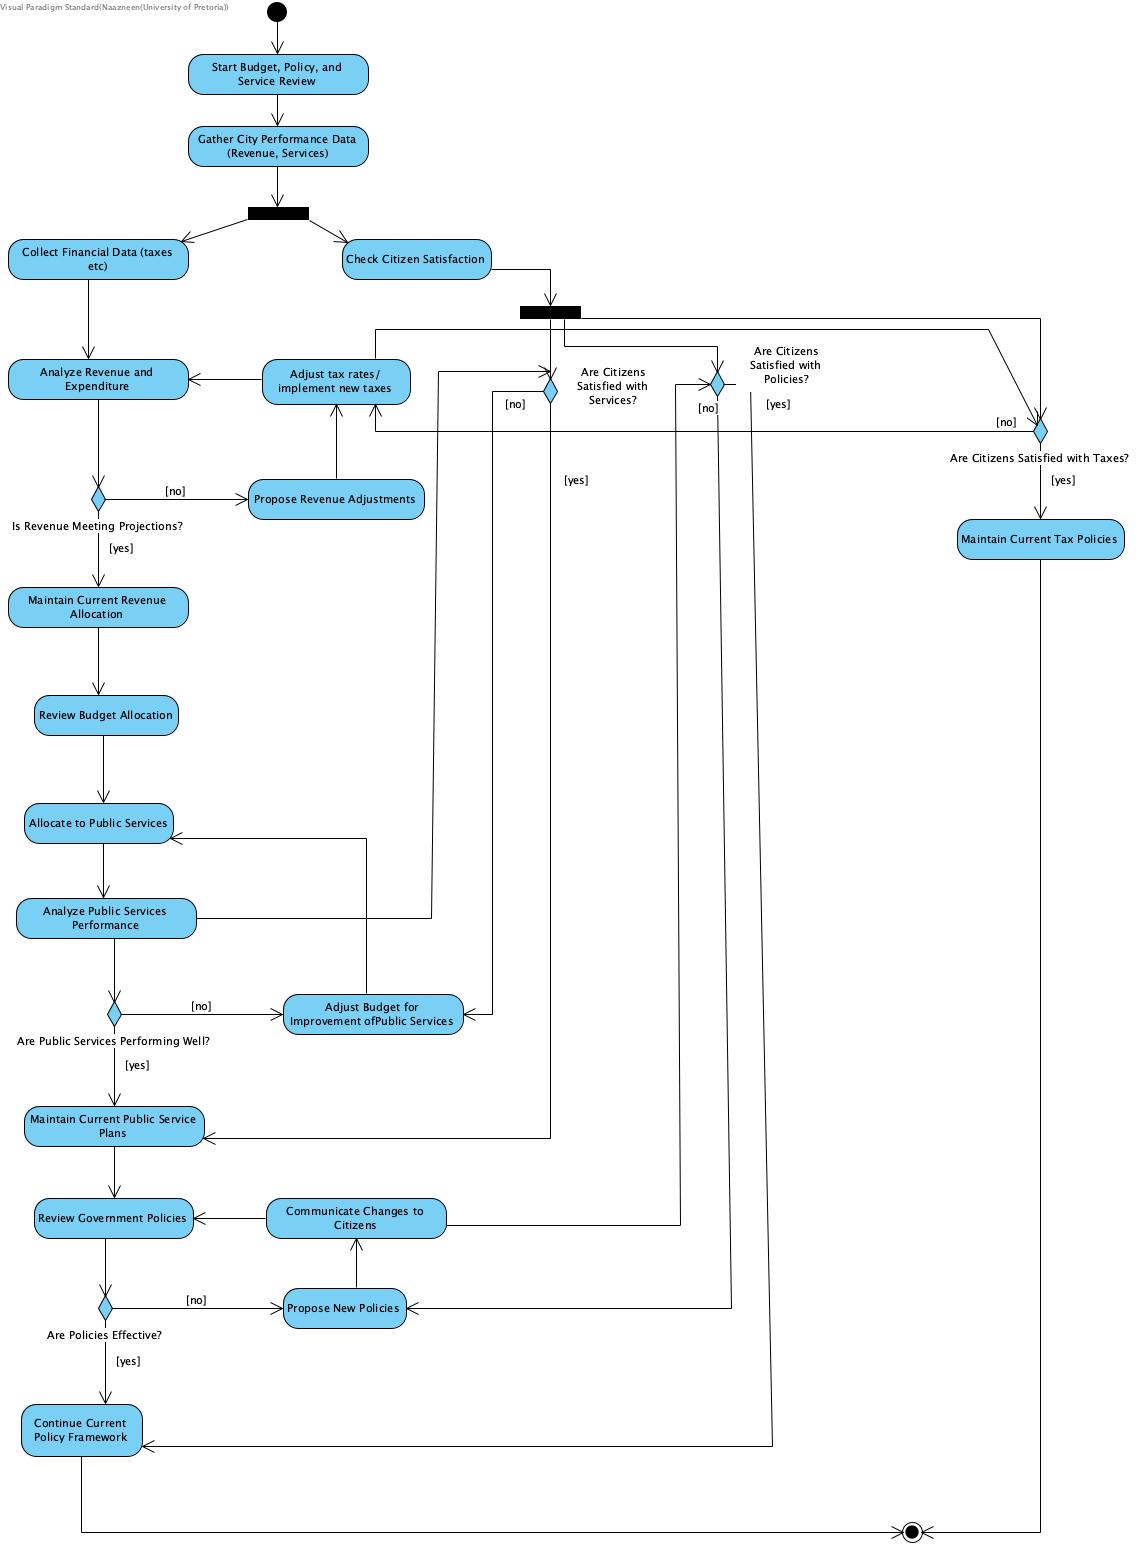 Visual Paradigm Standard(Naazneen(University of Pretoria))
Start Budget, Policy, and
Service Review
Gather City Performance Data
(Revenue, Services)
Collect Financial Data (taxes
etc)
Check Citizen Satisfaction
Analyze Revenue and
Expenditure
Adjust tax rates/
implement new taxes
Are Citizens
Satisfied with
Services?
Are Citizens
Satisfied with
Policies?
[no]
[no]
[yes]
[no]
Are Citizens Satisfied with Taxes?
[yes]
[yes]
[no]
Propose Revenue Adjustments
Is Revenue Meeting Projections?
[yes]
Maintain Current Tax Policies
Maintain Current Revenue
Allocation
Review Budget Allocation
Allocate to Public Services
Analyze Public Services
Performance
[no]
Adjust Budget for
Improvement ofPublic Services
Are Public Services Performing Well?
[yes]
Maintain Current Public Service
Plans
Review Government Policies
Communicate Changes to
Citizens
[no]
Propose New Policies
Are Policies Effective?
[yes]
Continue Current
Policy Framework